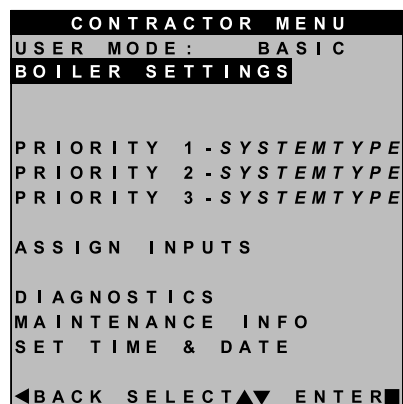 CONTRACTOR MENU
USER MODE: BASIC
BOILER SETTINGS
PRIORITY 1-SYSTEMTYPE
PRIORITY 2-SYSTEMTYPE
PRIORITY 3-SYSTEMTYPE
ASSIGN INPUTS
DIAGNOSTICS
MAINTENANCE INFO
SET TIME & DATE
◀BACK SELECT▲▼ ENTER■